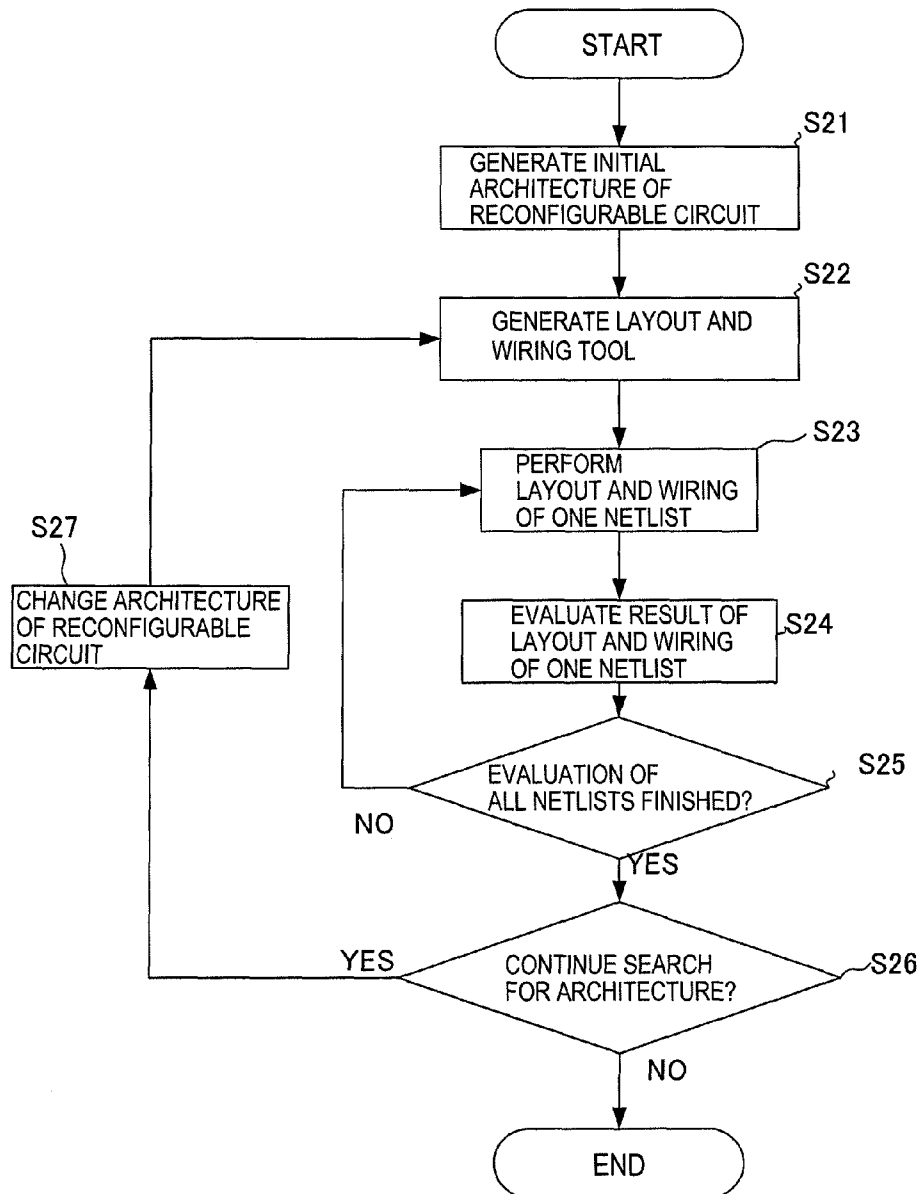 START
S21
GENERATE INITIAL
ARCHITECTURE OF
RECONFIGURABLE CIRCUIT
S22
GENERATE LAYOUT AND
WIRING TOOL
S23
PERFORM
LAYOUT AND WIRING
OF ONE NETLIST
S27
CHANGE ARCHITECTURE
OF RECONFIGURABLE
CIRCUIT
EVALUATE RESULT OF
LAYOUT AND WIRING
OF ONE NETLIST
S24
EVALUATION OF
ALL NETLISTS FINISHED?
S25
NO
YES
YES
CONTINUE SEARCH
FOR ARCHITECTURE?
S26
NO
END